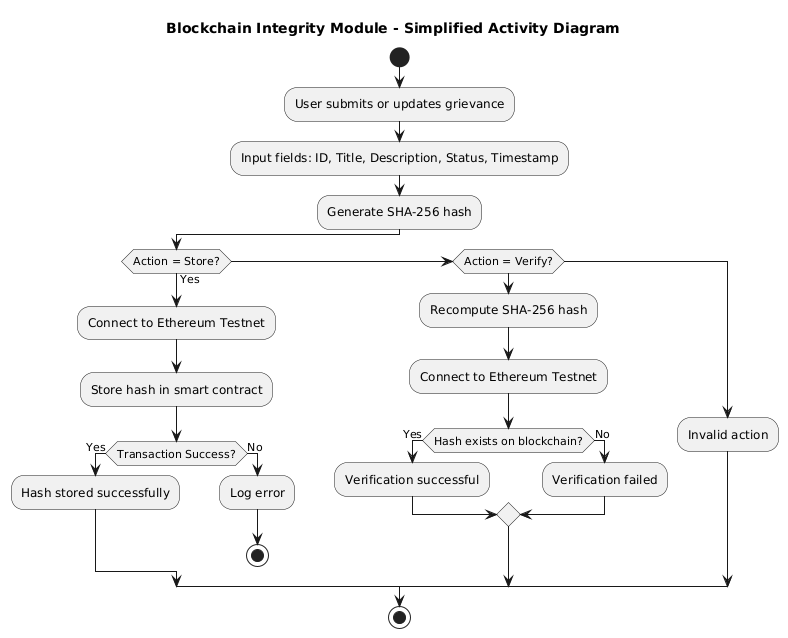 Blockchain Integrity Module - Simplified Activity Diagram
User submits or updates grievance
Input fields: ID, Title, Description, Status, Timestamp
Generate SHA-256 hash
Action = Store?
Action = Verify?
Yes
Connect to Ethereum Testnet
Store hash in smart contract
Transaction Success?
Yes
No
Hash stored successfully
Log error
Recompute SHA-256 hash
Connect to Ethereum Testnet
Hash exists on blockchain?
Yes
No
Verification successful
Verification failed
Invalid action